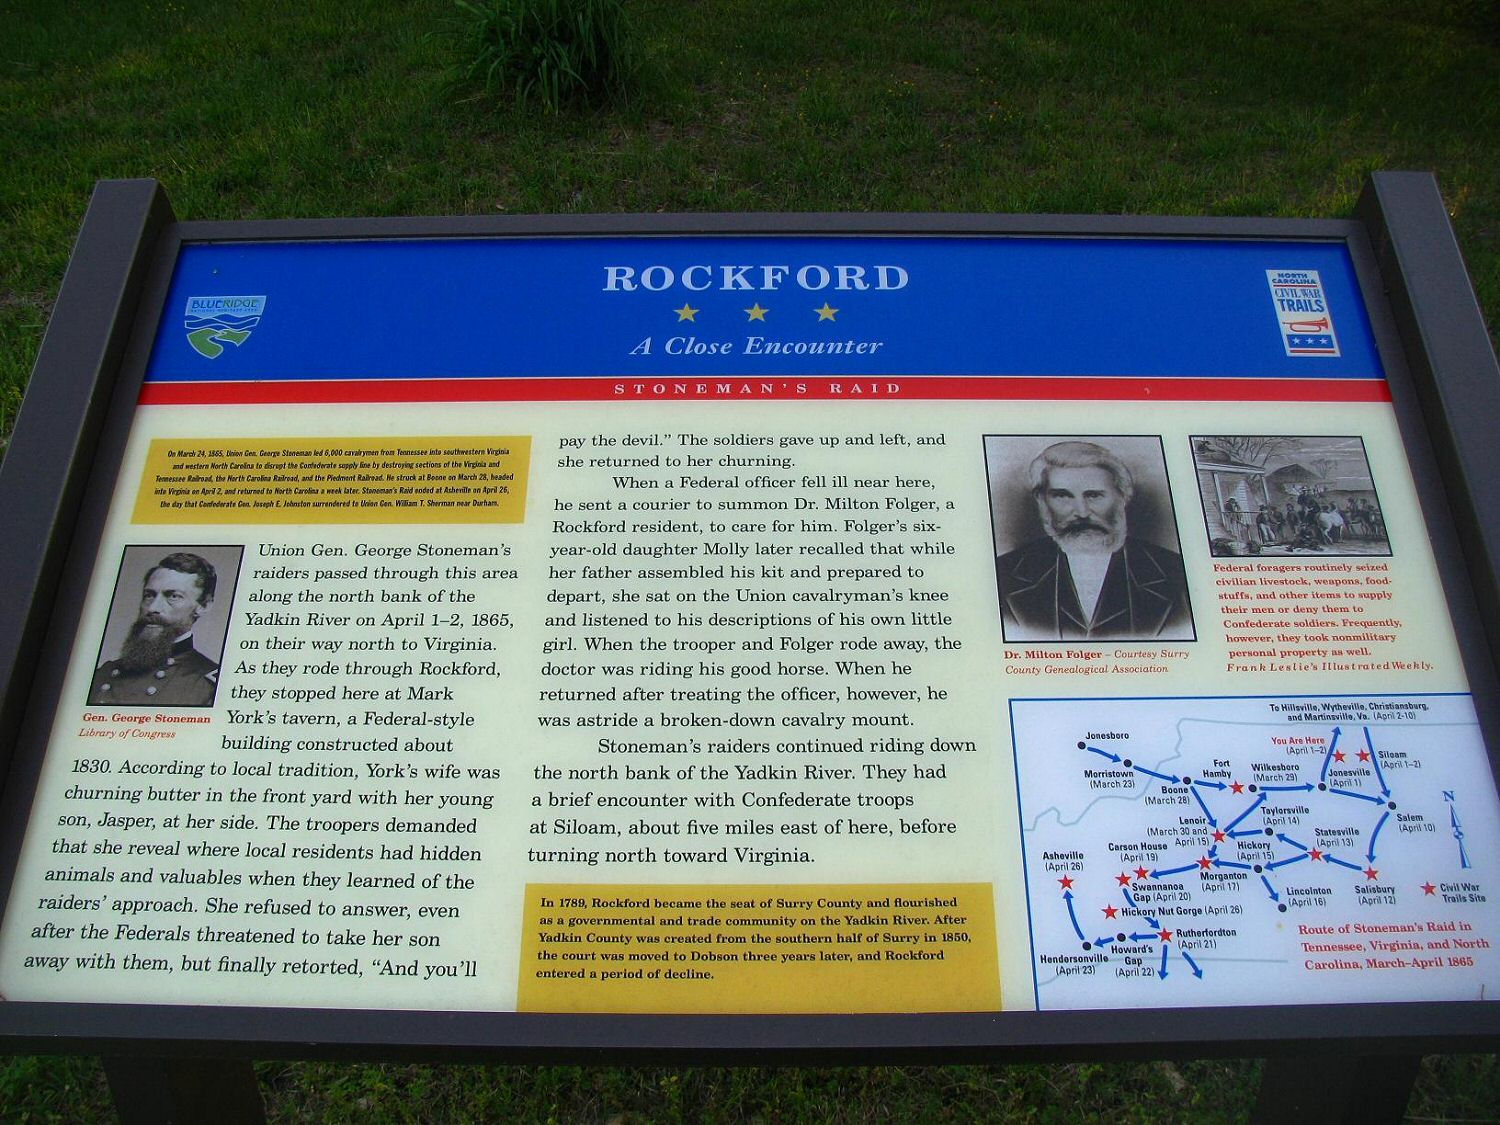 ROCKFORD
A Close Encounter
STONEMAN'S RAID
BLUE RIDGE
NATIONAL HERITAGE AREA
NORTH
CAROLINA
CIVIL WAR
TRAILS
On March 24, 1865, Union Gen. George Stoneman led 6,000 cavalrymen from Tennessee into southwestern Virginia
and western North Carolina to disrupt the Confederate supply line by destroying sections of the Virginia and
Tennessee Railroad, the North Carolina Railroad, and the Piedmont Railroad. He struck at Boone on March 28, headed
into Virginia on April 2, and returned to North Carolina a week later. Stoneman's Raid ended at Asheville on April 26,
the day that Confederate Gen. Joseph E. Johnston surrendered to Union Gen. William T. Sherman near Durham.
Gen. George Stoneman
Library of Congress
Union Gen. George Stoneman's
raiders passed through this area
along the north bank of the
Yadkin River on April 1–2, 1865,
on their way north to Virginia.
As they rode through Rockford,
they stopped here at Mark
York's tavern, a Federal-style
building constructed about
1830. According to local tradition, York's wife was
churning butter in the front yard with her young
son, Jasper, at her side. The troopers demanded
that she reveal where local residents had hidden
animals and valuables when they learned of the
raiders' approach. She refused to answer, even
after the Federals threatened to take her son
away with them, but finally retorted, “And you'll
pay the devil.” The soldiers gave up and left, and
she returned to her churning.
When a Federal officer fell ill near here,
he sent a courier to summon Dr. Milton Folger, a
Rockford resident, to care for him. Folger's six-
year-old daughter Molly later recalled that while
her father assembled his kit and prepared to
depart, she sat on the Union cavalryman's knee
and listened to his descriptions of his own little
girl. When the trooper and Folger rode away, the
doctor was riding his good horse. When he
returned after treating the officer, however, he
was astride a broken-down cavalry mount.
Stoneman's raiders continued riding down
the north bank of the Yadkin River. They had
a brief encounter with Confederate troops
at Siloam, about five miles east of here, before
turning north toward Virginia.
In 1789, Rockford became the seat of Surry County and flourished
as a governmental and trade community on the Yadkin River. After
Yadkin County was created from the southern half of Surry in 1850,
the court was moved to Dobson three years later, and Rockford
entered a period of decline.
Dr. Milton Folger – Courtesy Surry
County Genealogical Association
Federal foragers routinely seized
civilian livestock, weapons, food-
stuffs, and other items to supply
their men or deny them to
Confederate soldiers. Frequently,
however, they took nonmilitary
personal property as well.
Frank Leslie's Illustrated Weekly.
To Hillsville, Wytheville, Christiansburg,
and Martinsville, Va. (April 2-10)
Jonesboro
Morristown
(March 23)
Boone
(March 28)
Fort
Hamby
Wilkesboro
(March 29)
You Are Here
(April 1–2)
Jonesville
(April 1)
Siloam
(April 1–2)
Salem
(April 10)
N
Lenoir
(March 30 and
April 15)
Taylorsville
(April 14)
Statesville
(April 13)
Hickory
(April 15)
Carson House
(April 19)
Morganton
(April 17)
Asheville
(April 26)
Swannanoa
Gap (April 20)
Lincolnton
(April 16)
Salisbury
(April 12)
Civil War
Trails Site
Hickory Nut Gorge (April 26)
Rutherfordton
(April 21)
Howard's
Gap
(April 22)
Hendersonville
(April 23)
Route of Stoneman's Raid in
Tennessee, Virginia, and North
Carolina, March–April 1865